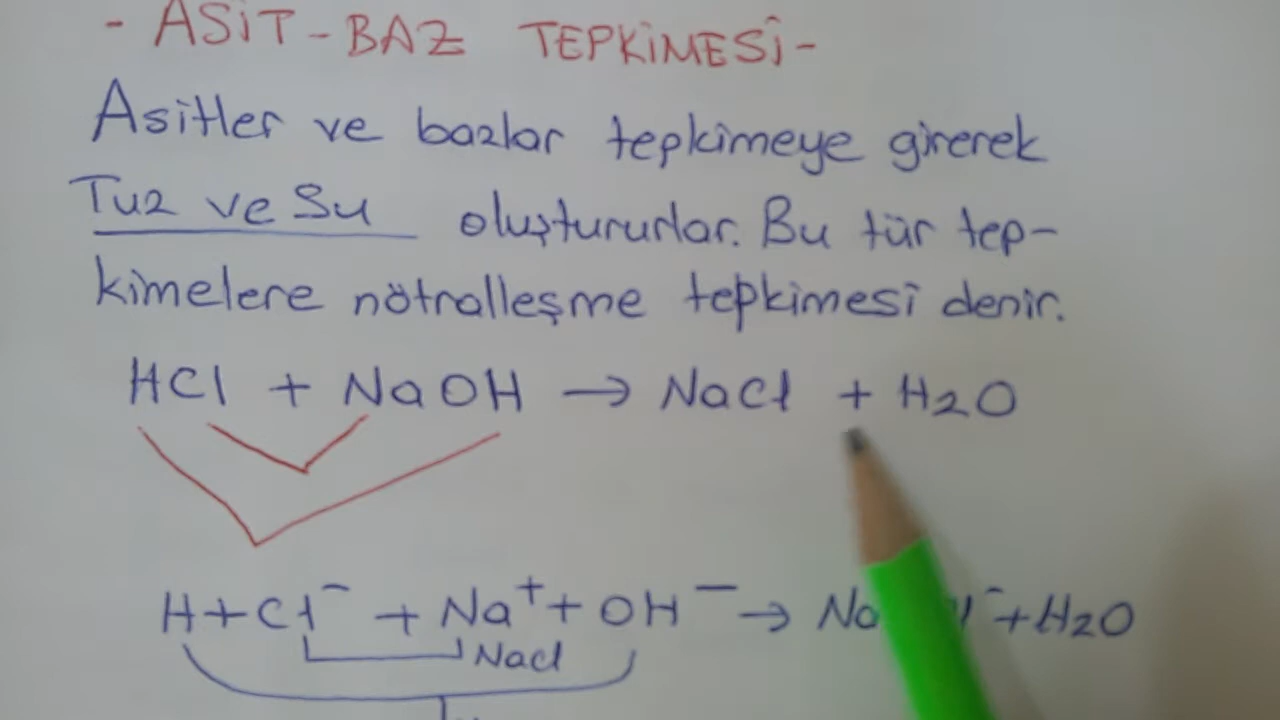 - ASİT - BAZ TEPKİMESİ -
Asitler ve bazlar tepkimeye girerek
Tuz ve Su oluştururlar. Bu tür tep-
kimelere nötralleşme tepkimesi denir.
HCl + NaOH → NaCl + H2O
H + Cl⁻ + Na⁺ + OH⁻ → Na ⁻ + H2O
NaCl